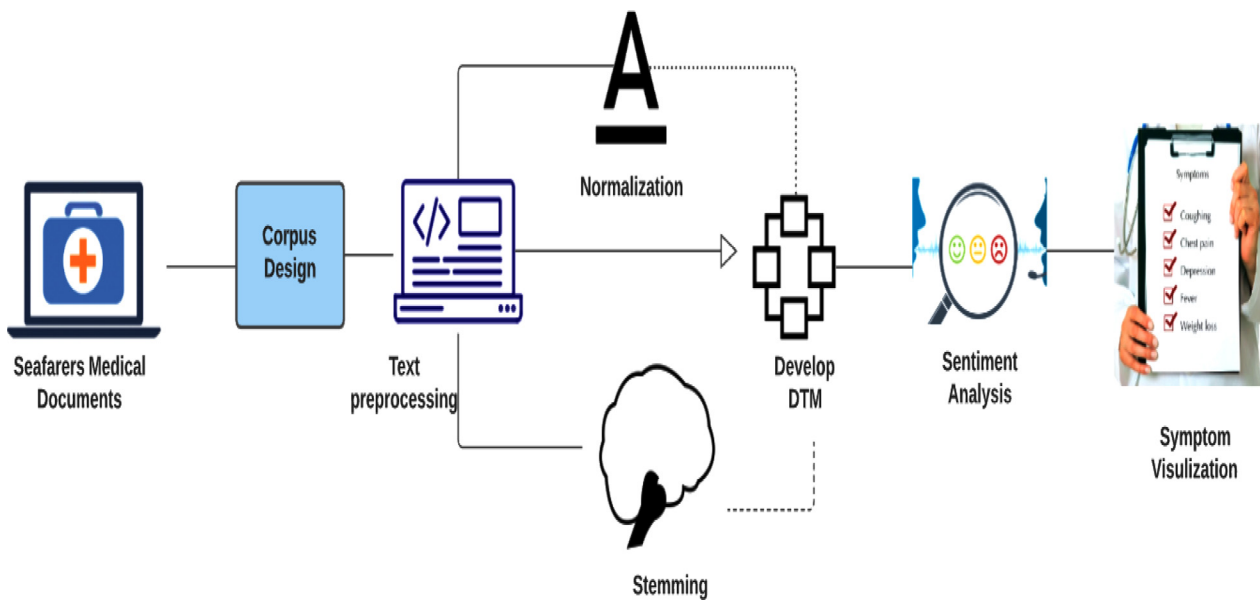 Seafarers Medical
Documents
Corpus
Design
</>
Text
preprocessing
A
Normalization
Stemming
Develop
DTM
Sentiment
Analysis
Symptoms
Coughing
Chest pain
Depression
Fever
Weight loss
Symptom
Visulization